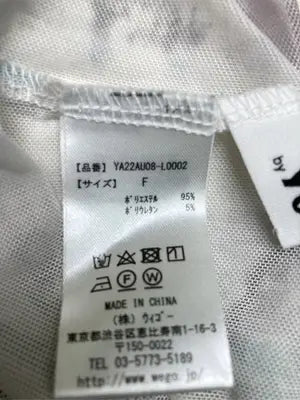 【品番】 YA22AU08-L0002
【サイズ】 F
ポリエステル 95%
ポリウレタン 5%
MADE IN CHINA
(株) ウィゴー
東京都渋谷区恵比寿南1-16-3
〒150-0022
TEL 03-5773-5189
http://www.wego.jp/
by